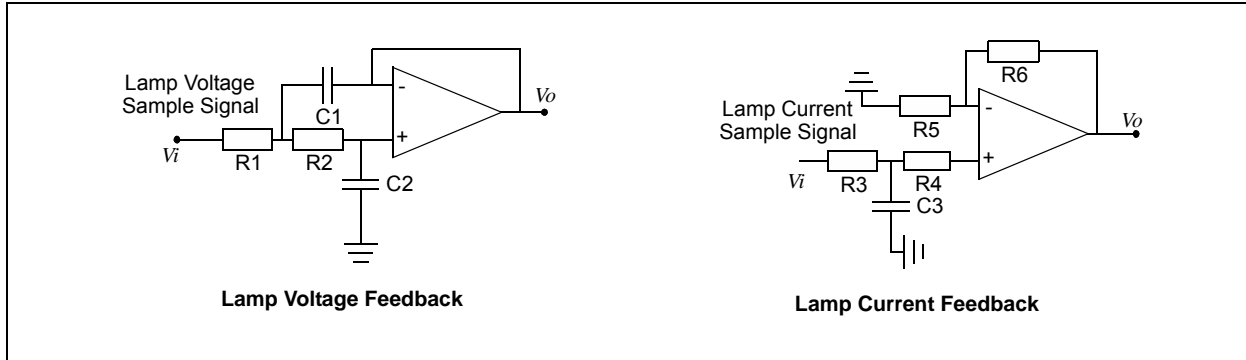 Lamp Voltage
Sample Signal
C1
-
+
Vo
Vi
R1
R2
C2
Lamp Voltage Feedback
R6
Lamp Current
Sample Signal
R5
-
+
Vo
Vi
R3
R4
C3
Lamp Current Feedback